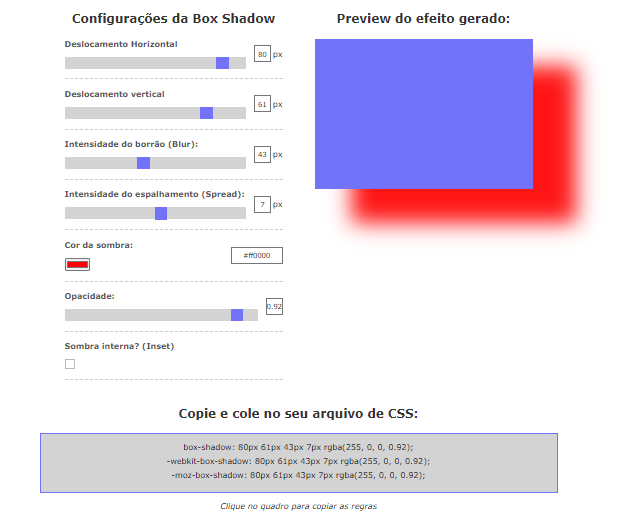 Configurações da Box Shadow
Deslocamento Horizontal
80 px
Deslocamento vertical
61 px
Intensidade do borrão (Blur):
43 px
Intensidade do espalhamento (Spread):
7 px
Cor da sombra:
#ff0000
Opacidade:
0.92
Sombra interna? (Inset)
Preview do efeito gerado:
Copie e cole no seu arquivo de CSS:
box-shadow: 80px 61px 43px 7px rgba(255, 0, 0, 0.92);
-webkit-box-shadow: 80px 61px 43px 7px rgba(255, 0, 0, 0.92);
-moz-box-shadow: 80px 61px 43px 7px rgba(255, 0, 0, 0.92);
Clique no quadro para copiar as regras